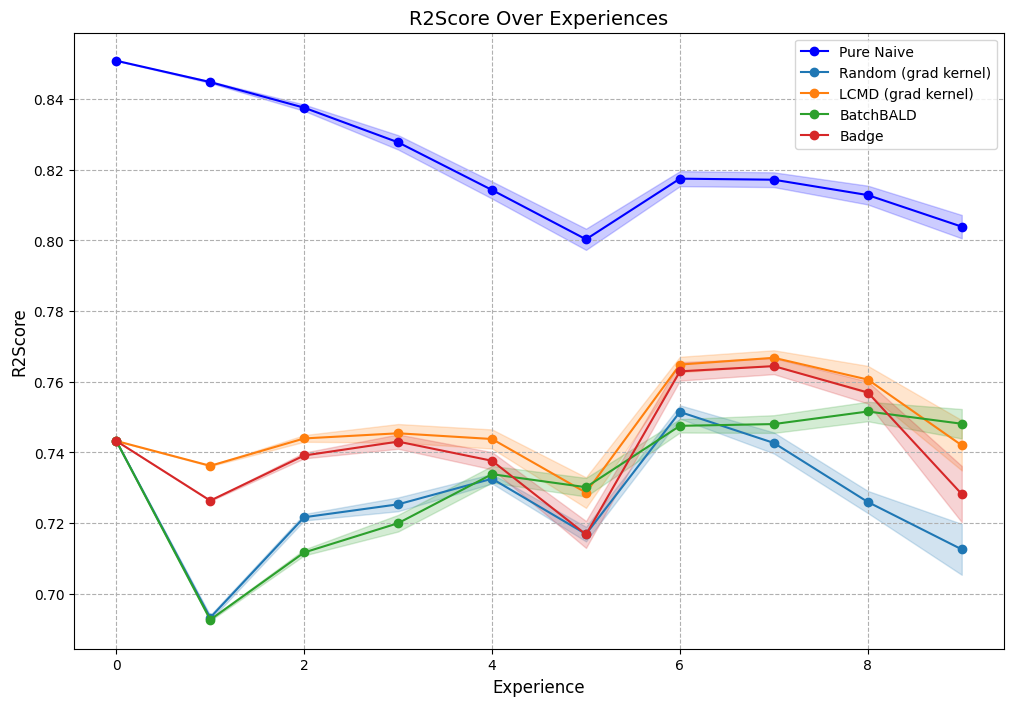 R2Score Over Experiences
Pure Naive
Random (grad kernel)
LCMD (grad kernel)
BatchBALD
Badge
R2Score
0.84
0.82
0.80
0.78
0.76
0.74
0.72
0.70
0
2
4
6
8
Experience